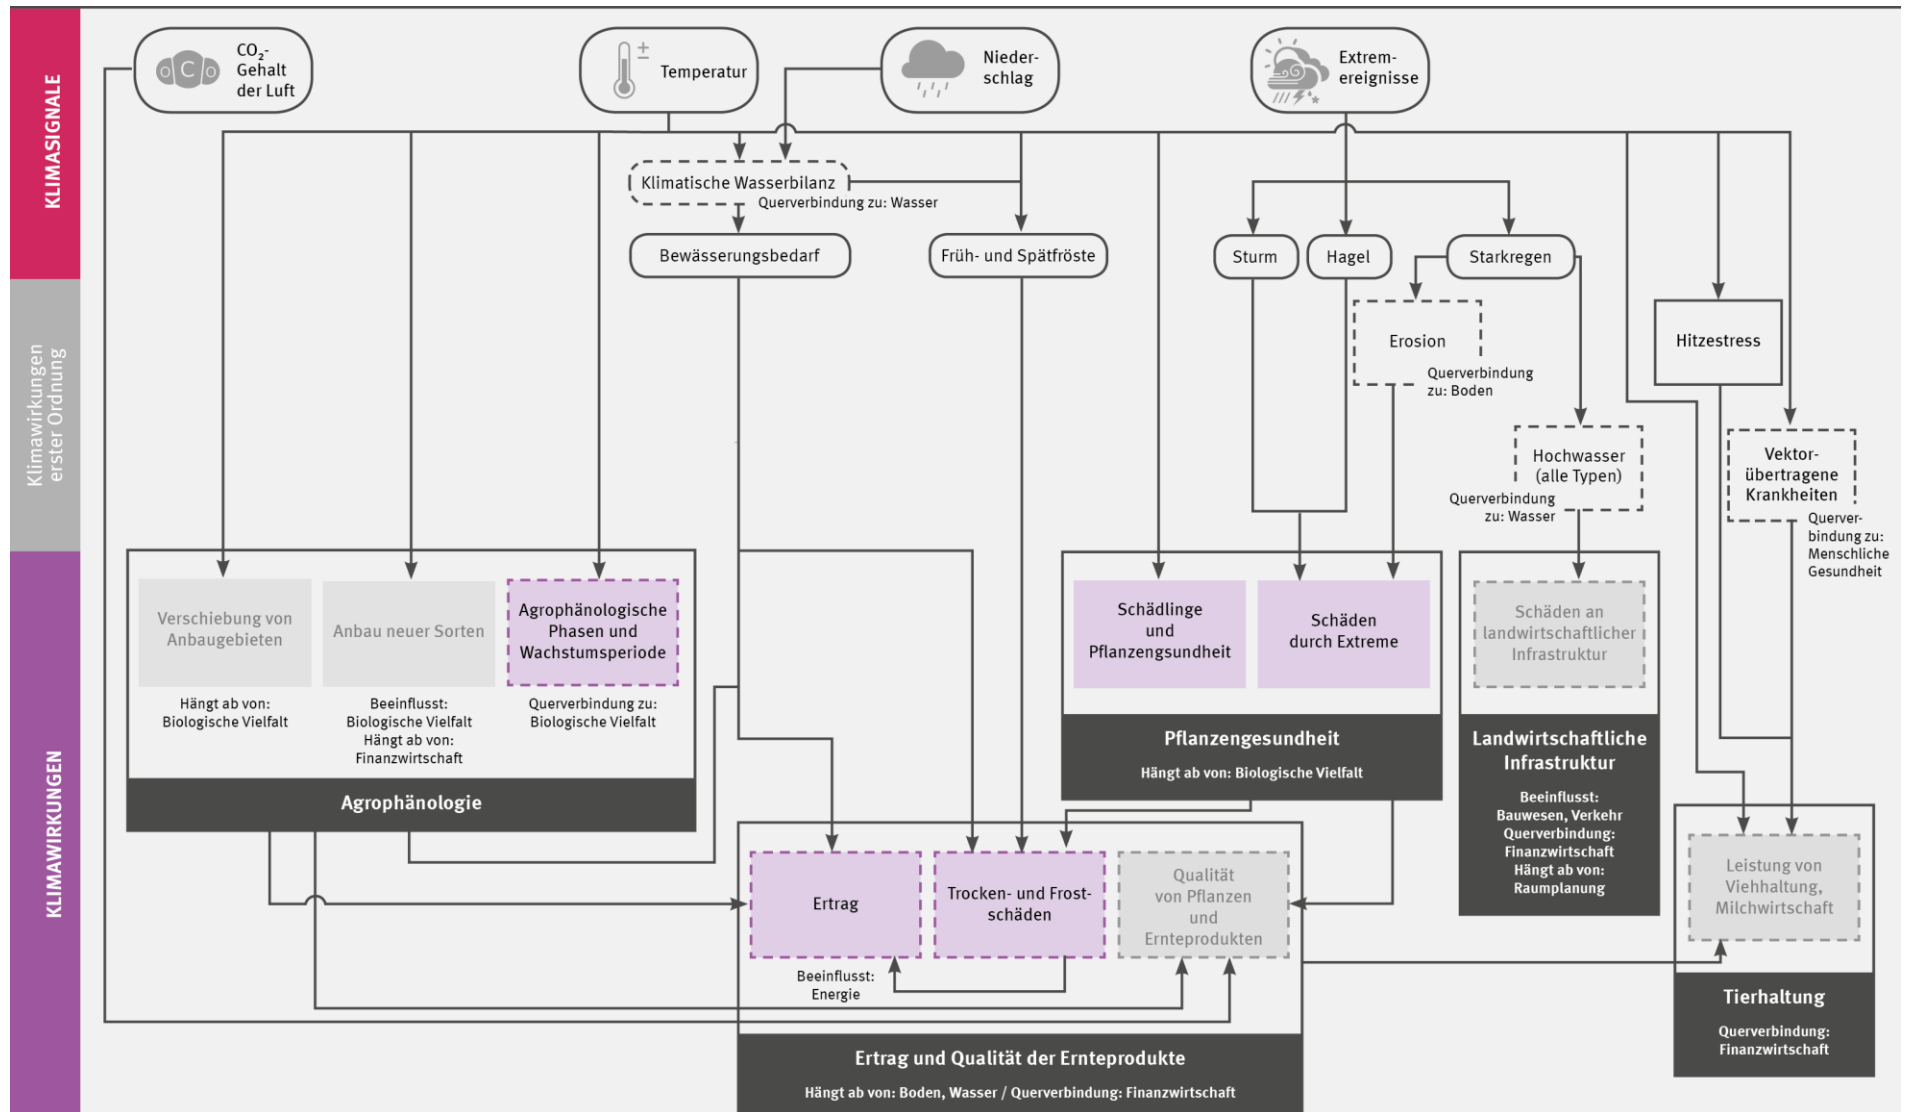 KLIMASIGNALE
CO₂-
Gehalt
der Luft
O C O
±
Temperatur
Nieder-
schlag
Extrem-
ereignisse
Klimatische Wasserbilanz
Querverbindung zu: Wasser
Bewässerungsbedarf
Früh- und Spätfröste
Sturm
Hagel
Starkregen
Klimawirkungen
erster Ordnung
Erosion
Querverbindung
zu: Boden
Hitzestress
Hochwasser
(alle Typen)
Querverbindung
zu: Wasser
Vektor-
übertragene
Krankheiten
Querver-
bindung zu:
Menschliche
Gesundheit
KLIMAWIRKUNGEN
Verschiebung von
Anbaugebieten
Hängt ab von:
Biologische Vielfalt
Anbau neuer Sorten
Beeinflusst:
Biologische Vielfalt
Hängt ab von:
Finanzwirtschaft
Agrophänologische
Phasen und
Wachstumsperiode
Querverbindung zu:
Biologische Vielfalt
Agrophänologie
Schädlinge
und
Pflanzengsundheit
Schäden
durch Extreme
Pflanzengesundheit
Hängt ab von: Biologische Vielfalt
Schäden an
landwirtschaftlicher
Infrastruktur
Landwirtschaftliche
Infrastruktur
Beeinflusst:
Bauwesen, Verkehr
Querverbindung:
Finanzwirtschaft
Hängt ab von:
Raumplanung
Ertrag
Beeinflusst:
Energie
Trocken- und Frost-
schäden
Qualität
von Pflanzen
und
Ernteprodukten
Ertrag und Qualität der Ernteprodukte
Hängt ab von: Boden, Wasser / Querverbindung: Finanzwirtschaft
Leistung von
Viehhaltung,
Milchwirtschaft
Tierhaltung
Querverbindung:
Finanzwirtschaft